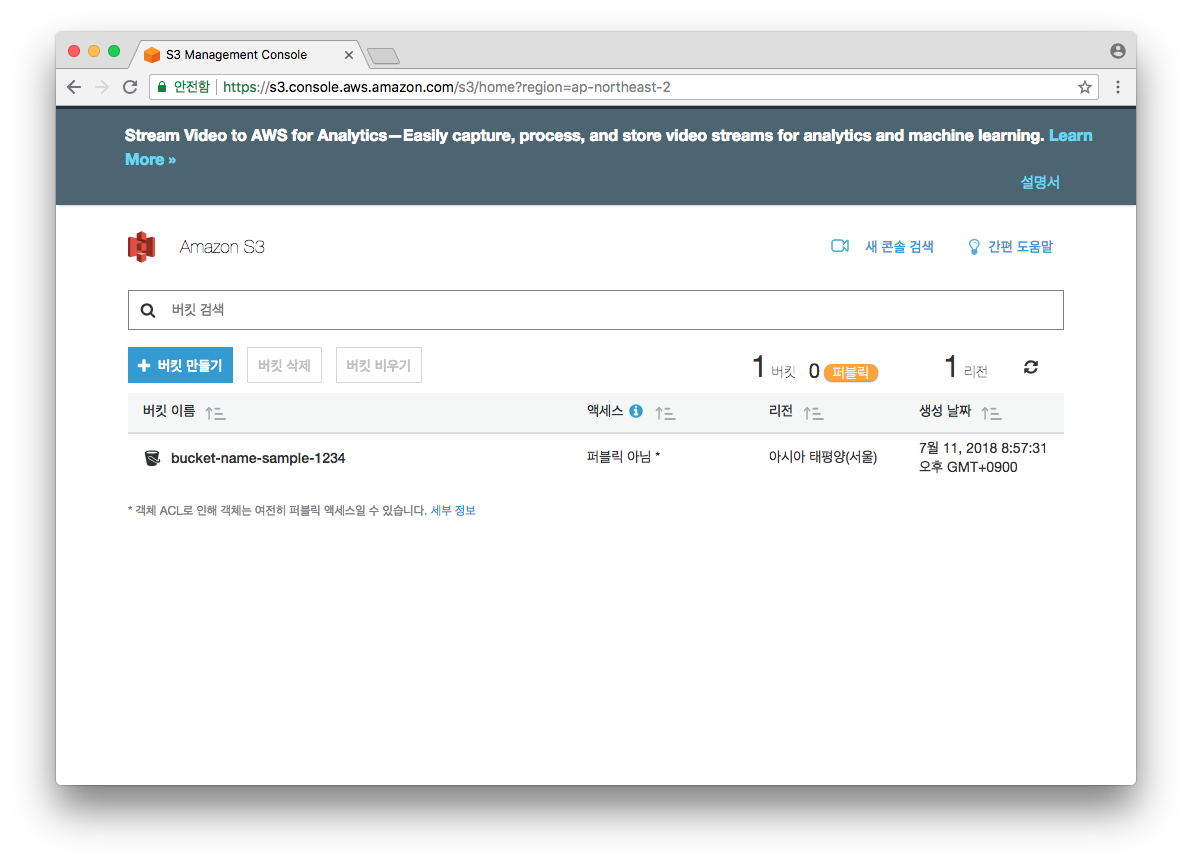 S3 Management Console
안전함 https://s3.console.aws.amazon.com/s3/home?region=ap-northeast-2
Stream Video to AWS for Analytics—Easily capture, process, and store video streams for analytics and machine learning. Learn
More »
설명서
Amazon S3 새 콘솔 검색 간편 도움말
버킷 검색
버킷 만들기 버킷 삭제 버킷 비우기 1 버킷 0 퍼블릭 1 리전
버킷 이름 액세스 리전 생성 날짜
bucket-name-sample-1234 퍼블릭 아님 * 아시아 태평양(서울) 7월 11, 2018 8:57:31
오후 GMT+0900
* 객체 ACL로 인해 객체는 여전히 퍼블릭 액세스일 수 있습니다. 세부 정보